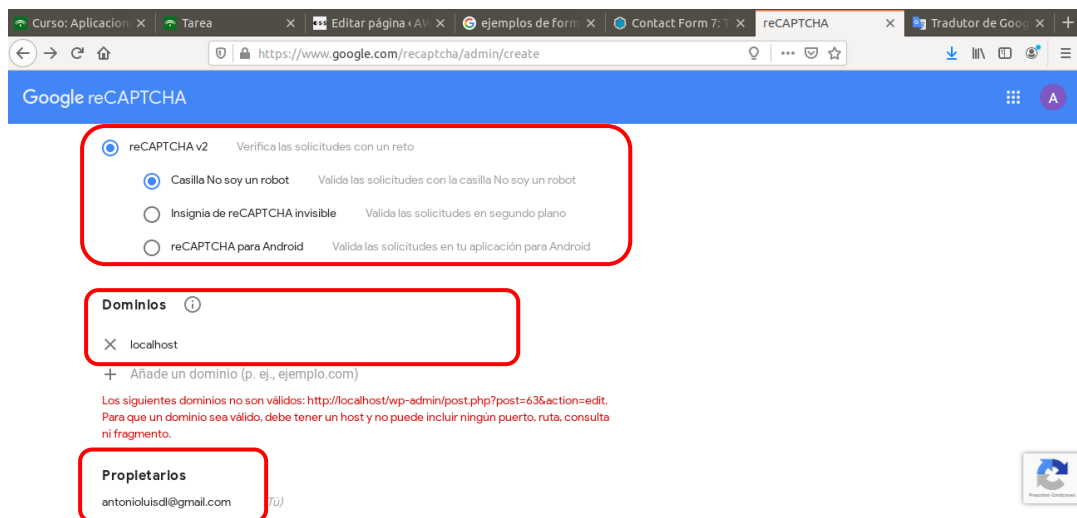 Curso: Aplicacion
Tarea
Editar página ‹ AW
ejemplos de form
Contact Form 7: T
reCAPTCHA
Tradutor de Goog
https://www.google.com/recaptcha/admin/create
Google reCAPTCHA
A
reCAPTCHA v2 Verifica las solicitudes con un reto
Casilla No soy un robot Valida las solicitudes con la casilla No soy un robot
Insignia de reCAPTCHA invisible Valida las solicitudes en segundo plano
reCAPTCHA para Android Valida las solicitudes en tu aplicación para Android
Dominios
localhost
Añade un dominio (p. ej., ejemplo.com)
Los siguientes dominios no son válidos: http://localhost/wp-admin/post.php?post=63&action=edit.
Para que un dominio sea válido, debe tener un host y no puede incluir ningún puerto, ruta, consulta
ni fragmento.
Propietarios
antonioluisdl@gmail.com (Tú)
Privacidad - Condiciones